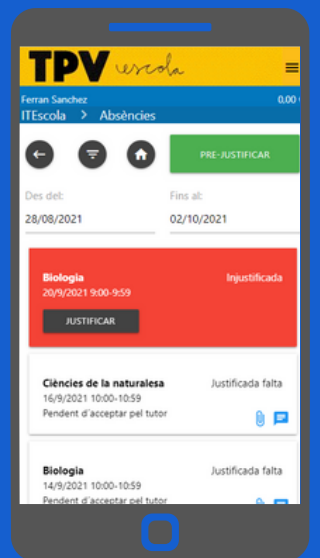 TPV escola
Ferran Sanchez 0,00
ITEscola > Absències
PRE-JUSTIFICAR
Des del: Fins al:
28/08/2021 02/10/2021
Biologia Injustificada
20/9/2021 9:00-9:59
JUSTIFICAR
Ciències de la naturalesa Justificada falta
16/9/2021 10:00-10:59
Pendent d´acceptar pel tutor
Biologia Justificada falta
14/9/2021 10:00-10:59
Pendent d´acceptar pel tutor